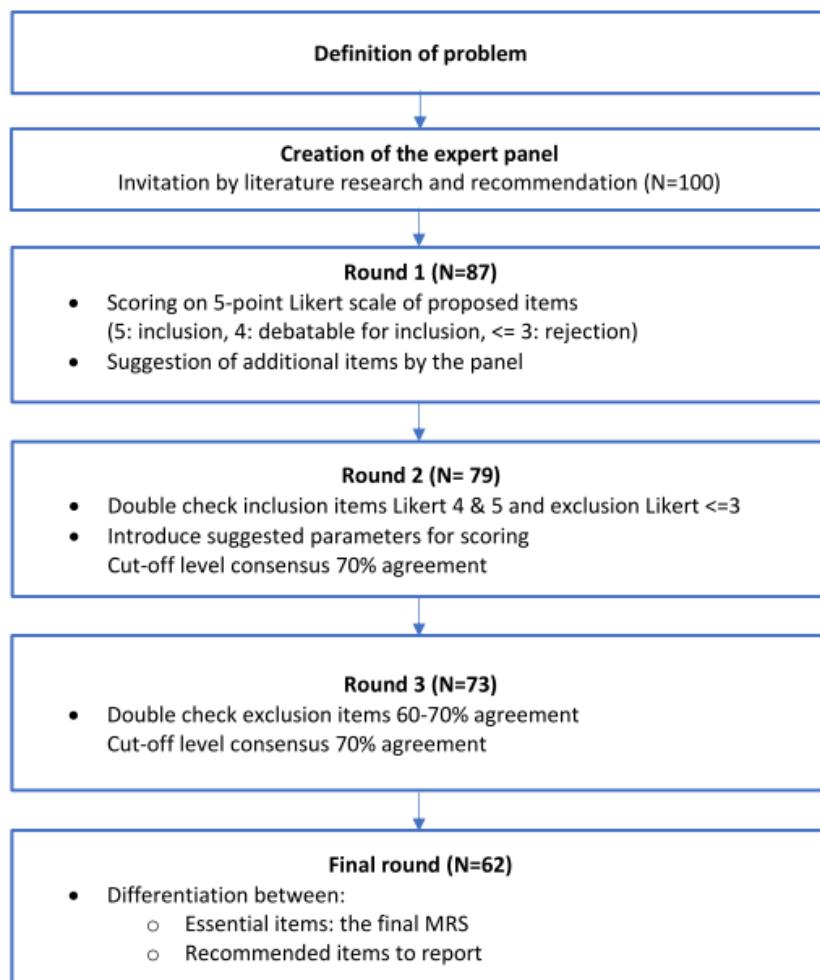 Definition of problem
Creation of the expert panel
Invitation by literature research and recommendation (N=100)
Round 1 (N=87)
• Scoring on 5-point Likert scale of proposed items
(5: inclusion, 4: debatable for inclusion, <= 3: rejection)
• Suggestion of additional items by the panel
Round 2 (N= 79)
• Double check inclusion items Likert 4 & 5 and exclusion Likert <=3
• Introduce suggested parameters for scoring
Cut-off level consensus 70% agreement
Round 3 (N=73)
• Double check exclusion items 60-70% agreement
Cut-off level consensus 70% agreement
Final round (N=62)
• Differentiation between:
o Essential items: the final MRS
o Recommended items to report